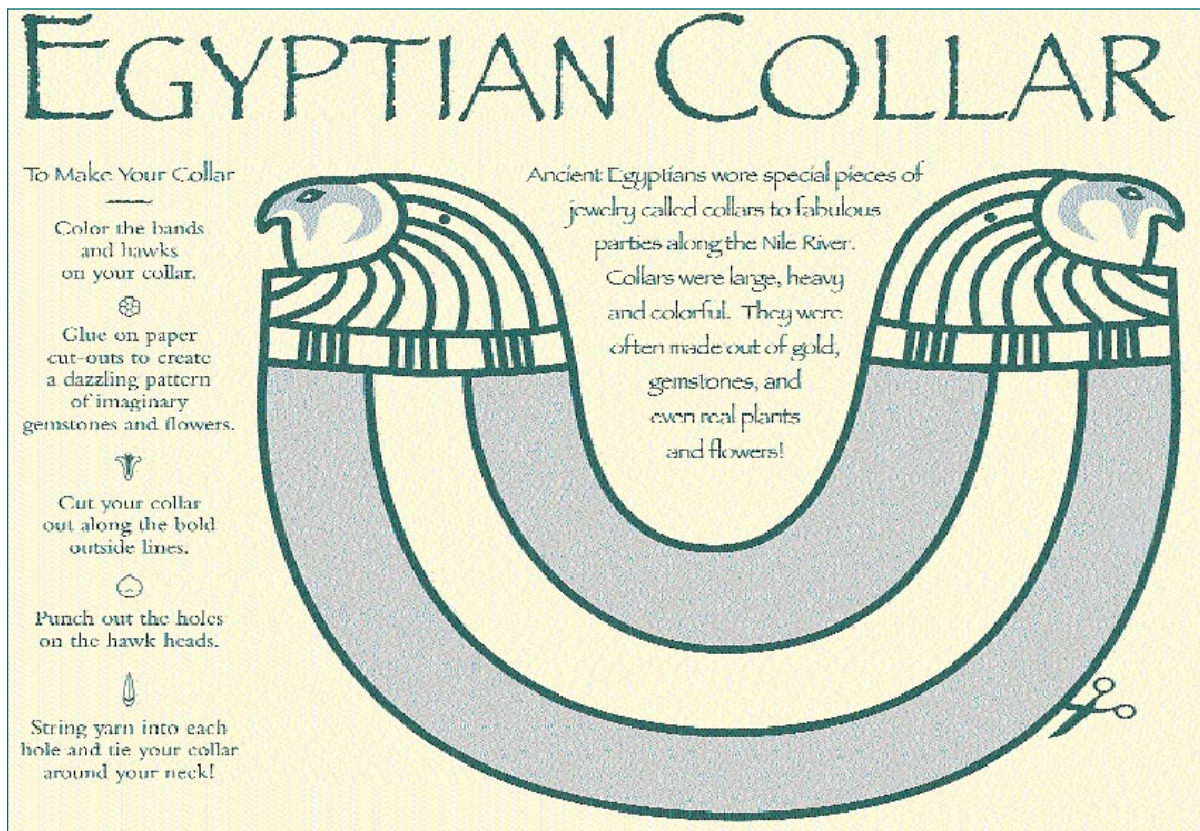 EGYPTIAN COLLAR
To Make Your Collar
Color the bands
and hawks
on your collar.
Glue on paper
cut-outs to create
a dazzling pattern
of imaginary
gemstones and flowers.
Cut your collar
out along the bold
outside lines.
Punch out the holes
on the hawk heads.
String yarn into each
hole and tie your collar
around your neck!
Ancient Egyptians wore special pieces of
jewelry called collars to fabulous
parties along the Nile River.
Collars were large, heavy
and colorful. They were
often made out of gold,
gemstones, and
even real plants
and flowers!